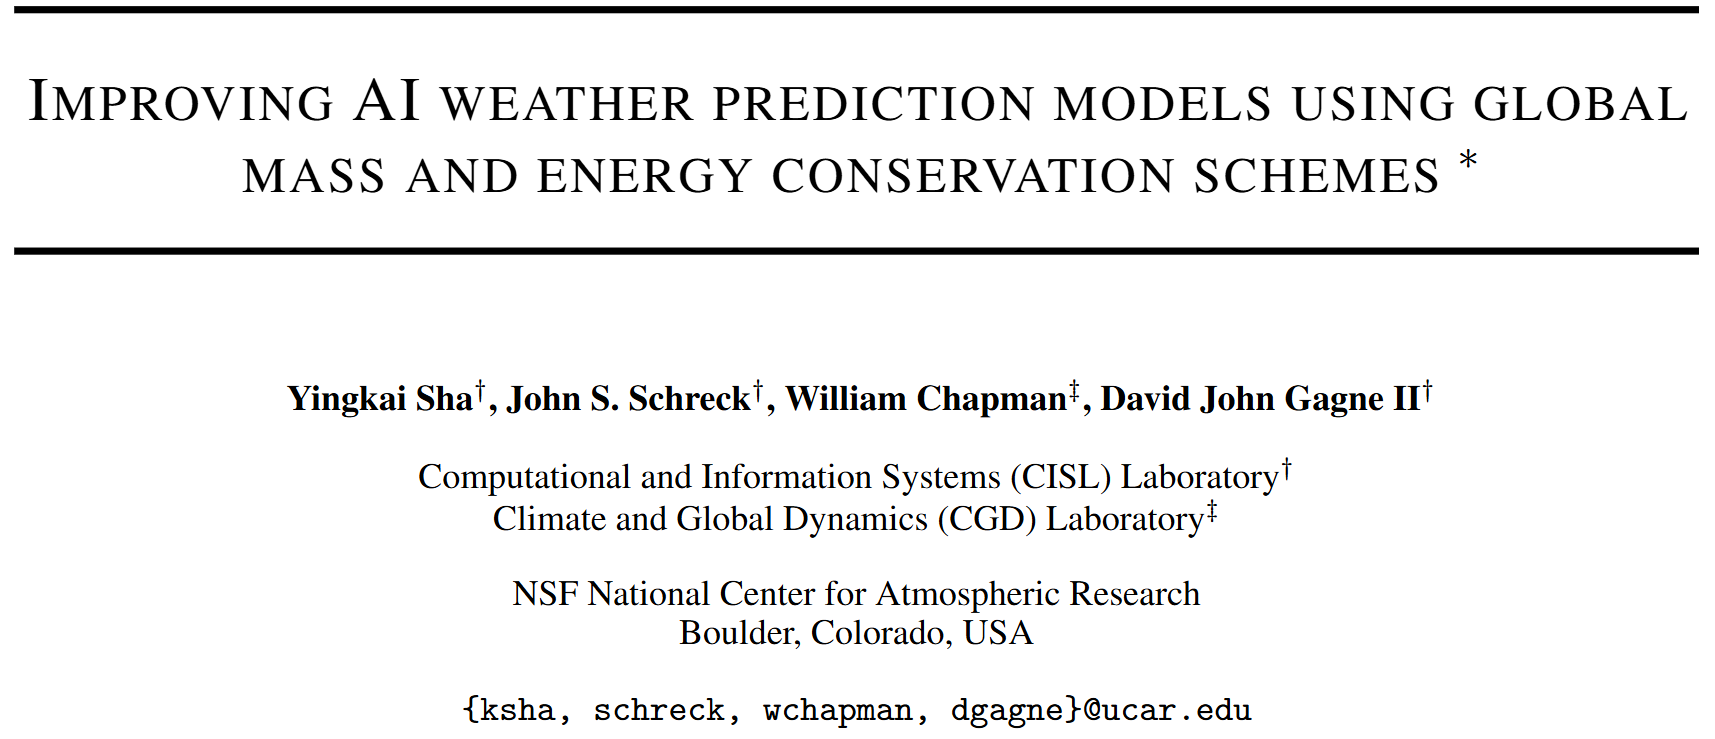 IMPROVING AI WEATHER PREDICTION MODELS USING GLOBAL
MASS AND ENERGY CONSERVATION SCHEMES *
Yingkai Sha†, John S. Schreck†, William Chapman‡, David John Gagne II†
Computational and Information Systems (CISL) Laboratory†
Climate and Global Dynamics (CGD) Laboratory‡
NSF National Center for Atmospheric Research
Boulder, Colorado, USA
{ksha, schreck, wchapman, dgagne}@ucar.edu